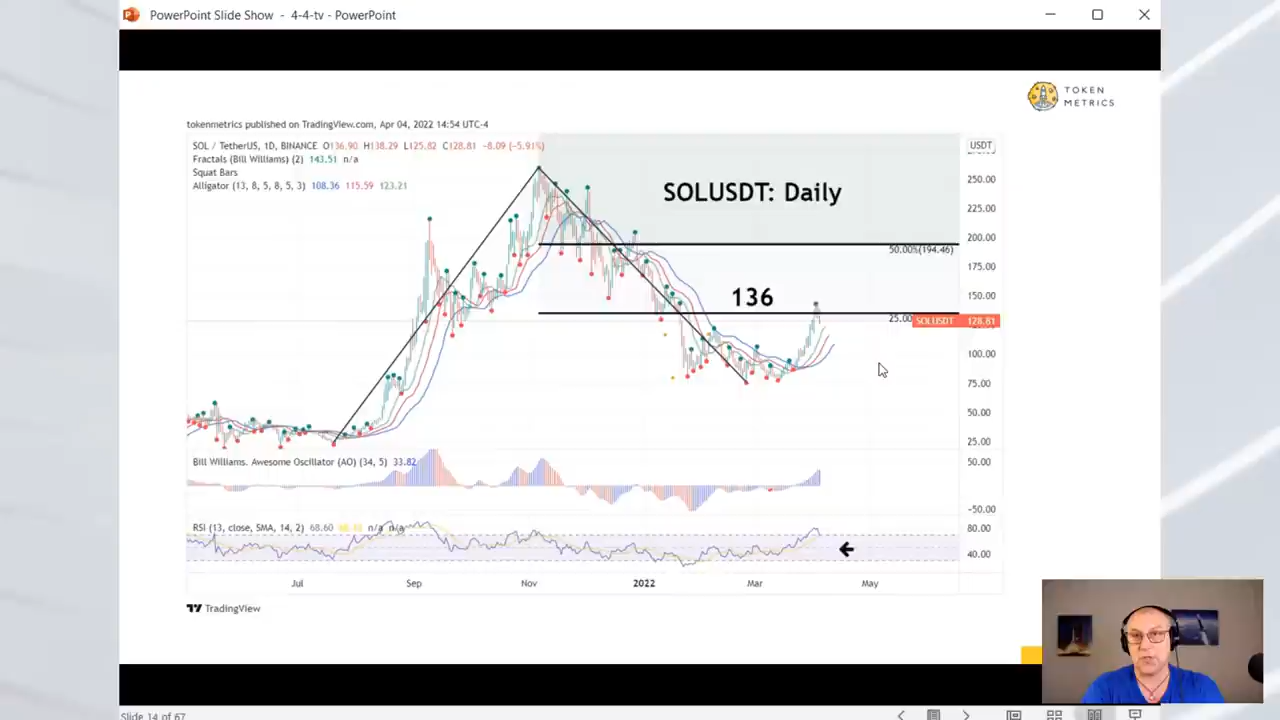 PowerPoint Slide Show - 4-4-tv - PowerPoint
TOKEN
METRICS
tokenmetrics published on TradingView.com, Apr 04, 2022 14:54 UTC-4
SOL / TetherUS, 1D, BINANCE O136.90 H138.29 L125.82 C128.81 -8.09 (-5.91%)
USDT
Fractals (Bill Williams) (2) 143.51 n/a
Squat Bars
Alligator (13, 8, 5, 8, 5, 3) 108.36 115.59 123.21
SOLUSDT: Daily
250.00
225.00
200.00
50.00%(194.46)
175.00
136
150.00
25.00
SOLUSDT 128.81
100.00
75.00
50.00
25.00
Bill Williams. Awesome Oscillator (AO) (34, 5) 33.82
50.00
-50.00
RSI (13, close, SMA, 14, 2) 68.60 n/a n/a
80.00
40.00
Jul Sep Nov 2022 Mar May
TradingView
Slide 14 of 67